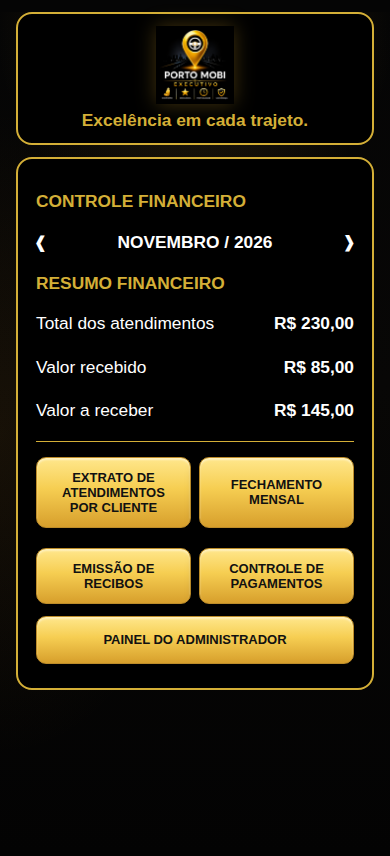 PORTO MOBI
EXECUTIVO
Excelência em cada trajeto.
CONTROLE FINANCEIRO
❰ NOVEMBRO / 2026 ❱
RESUMO FINANCEIRO
Total dos atendimentos R$ 230,00
Valor recebido R$ 85,00
Valor a receber R$ 145,00
EXTRATO DE
ATENDIMENTOS
POR CLIENTE
FECHAMENTO
MENSAL
EMISSÃO DE
RECIBOS
CONTROLE DE
PAGAMENTOS
PAINEL DO ADMINISTRADOR